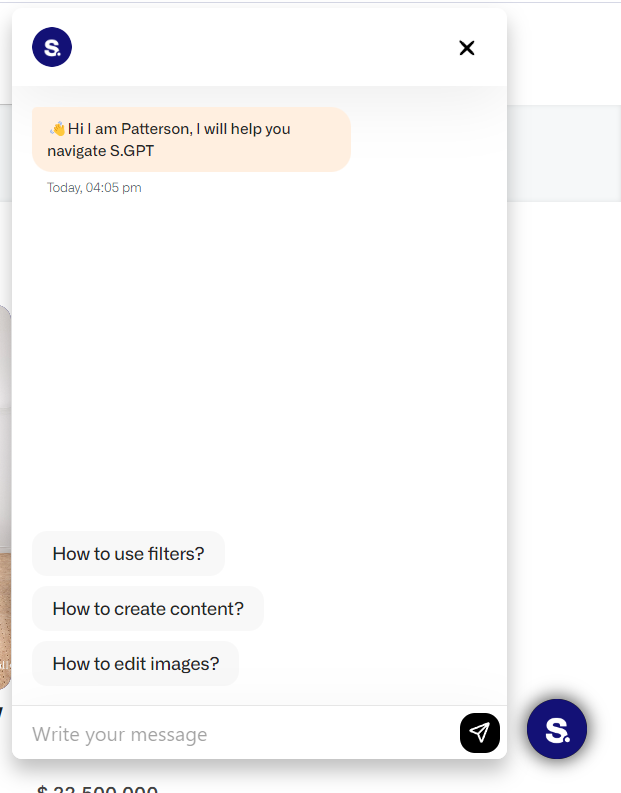 S.
👋Hi I am Patterson, I will help you
navigate S.GPT
Today, 04:05 pm
How to use filters?
How to create content?
How to edit images?
Write your message
S.